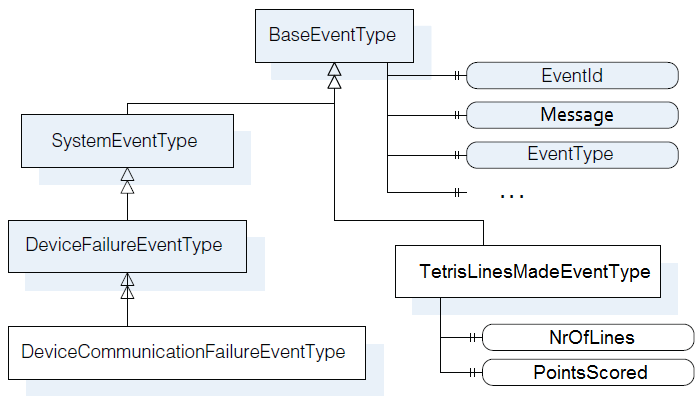 BaseEventType
EventId
Message
SystemEventType
EventType
...
DeviceFailureEventType
TetrisLinesMadeEventType
NrOfLines
DeviceCommunicationFailureEventType
PointsScored